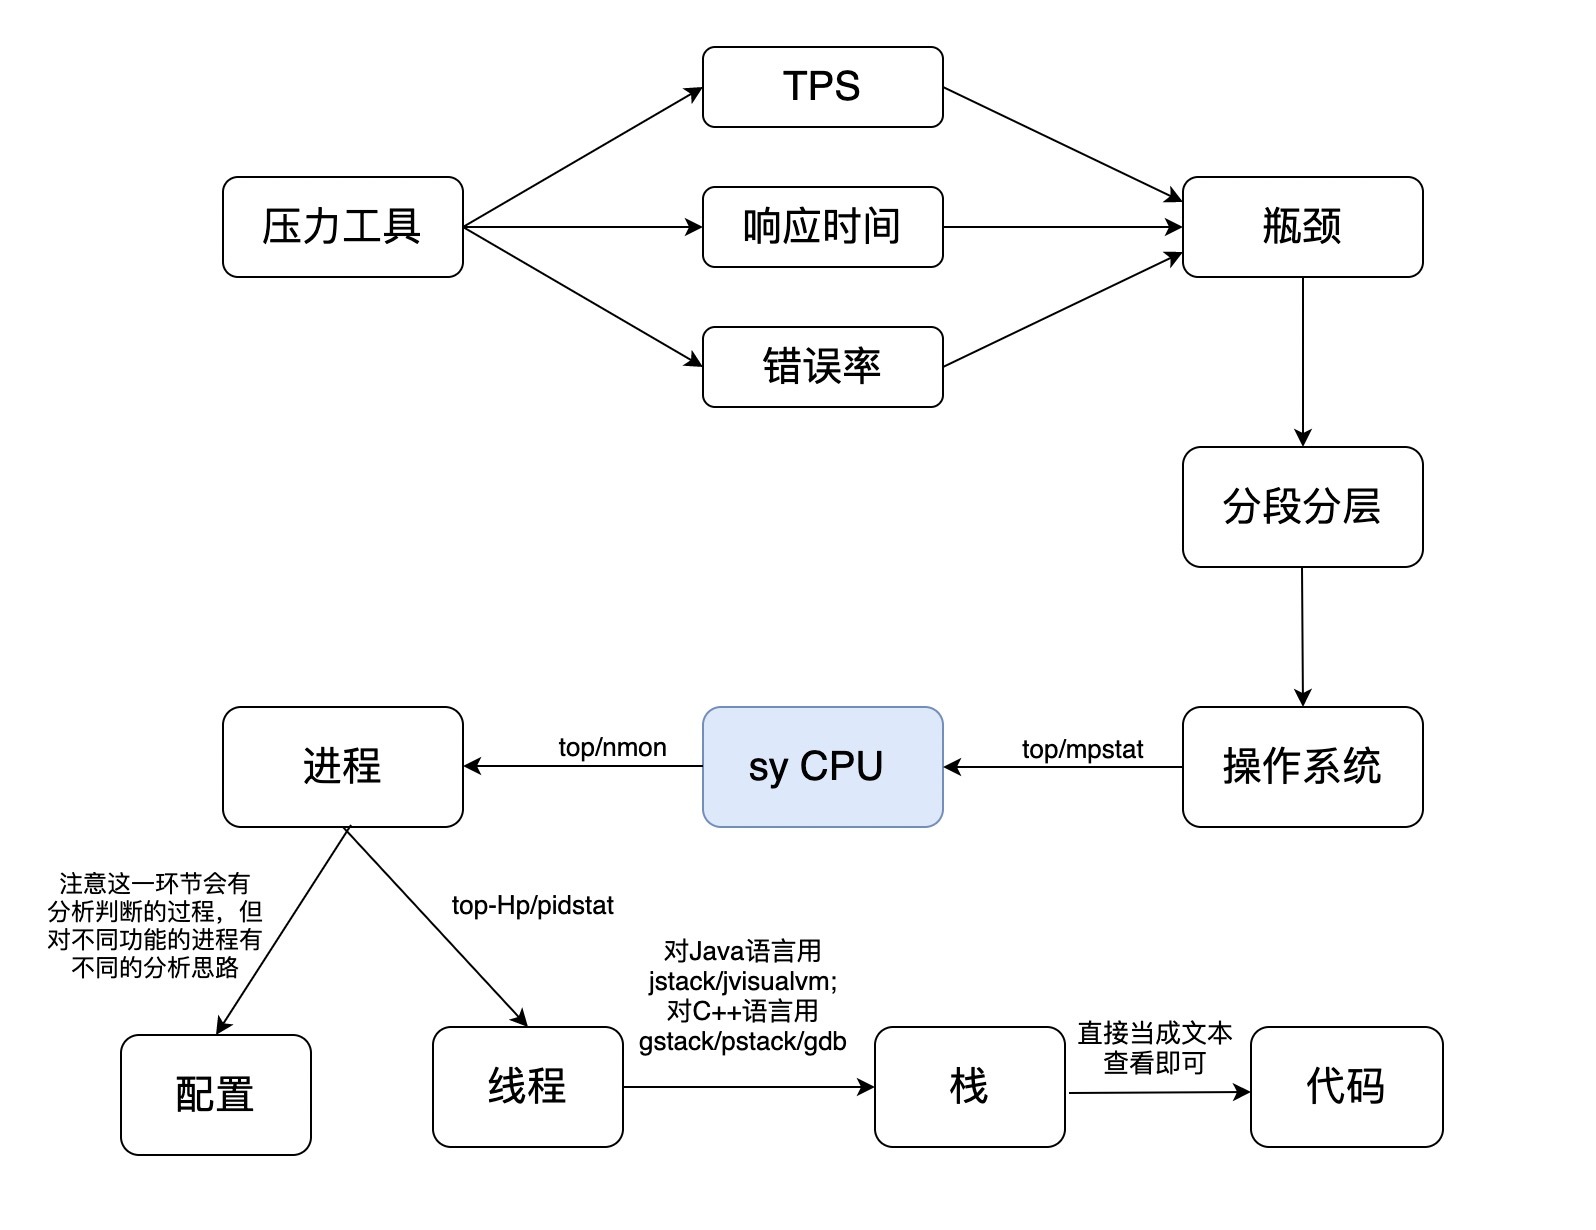 TPS
压力工具
响应时间
瓶颈
错误率
分段分层
操作系统
top/mpstat
sy CPU
top/nmon
进程
注意这一环节会有
分析判断的过程，但
对不同功能的进程有
不同的分析思路
top-Hp/pidstat
配置
线程
对Java语言用
jstack/jvisualvm;
对C++语言用
gstack/pstack/gdb
栈
直接当成文本
查看即可
代码